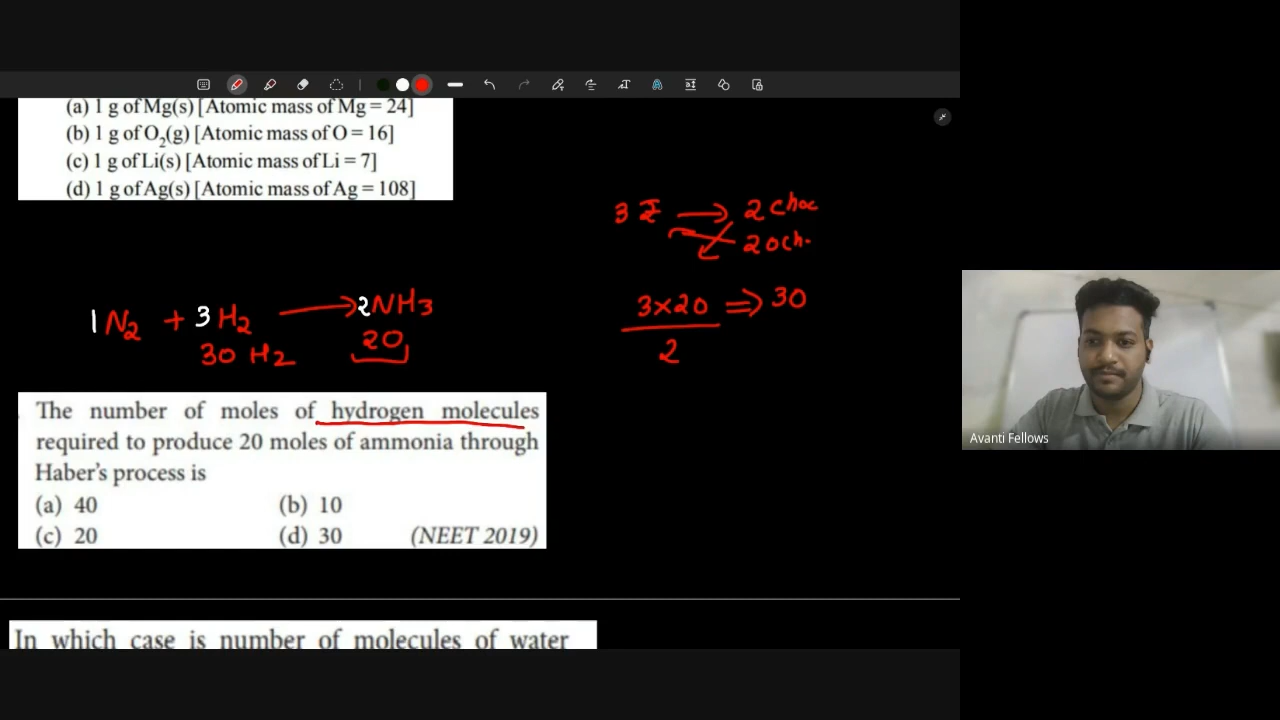 (a) 1 g of Mg(s) [Atomic mass of Mg = 24]
(b) 1 g of O₂(g) [Atomic mass of O = 16]
(c) 1 g of Li(s) [Atomic mass of Li = 7]
(d) 1 g of Ag(s) [Atomic mass of Ag = 108]
3 ₹ → 2 choc
20 ch.
3×20 ⇒ 30
2
1 N₂ + 3 H₂ → 2NH₃
30 H₂ 20
The number of moles of hydrogen molecules
required to produce 20 moles of ammonia through
Haber's process is
(a) 40 (b) 10
(c) 20 (d) 30 (NEET 2019)
In which case is number of molecules of water
Avanti Fellows